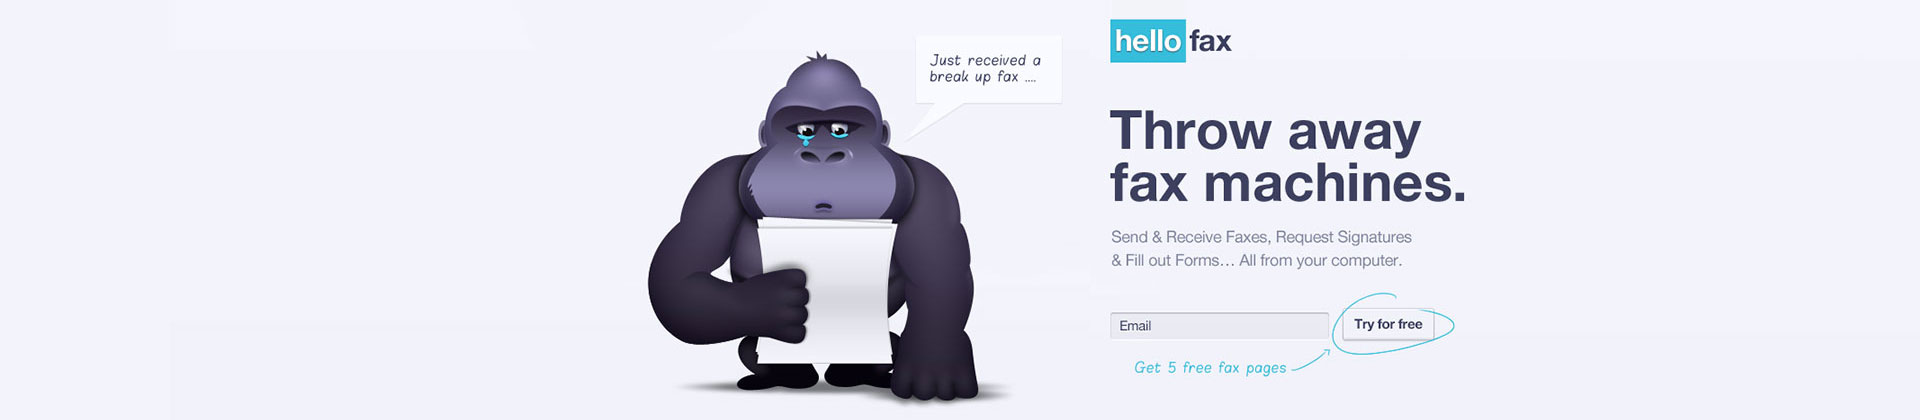 Just received a
break up fax ....
hello fax
Throw away
fax machines.
Send & Receive Faxes, Request Signatures
& Fill out Forms... All from your computer.
Email
Try for free
Get 5 free fax pages